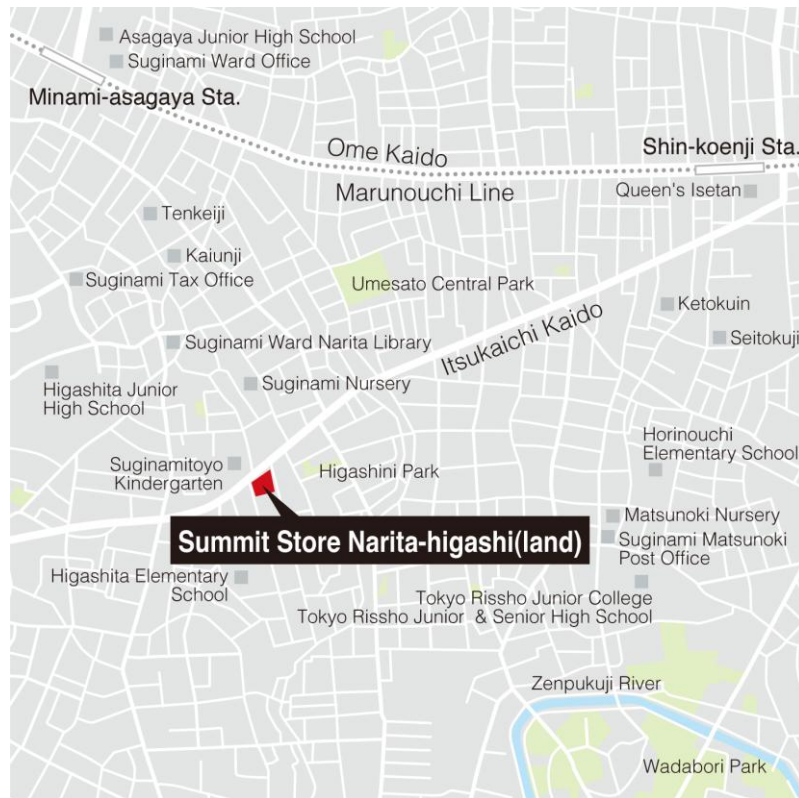 Asagaya Junior High School
Suginami Ward Office
Minami-asagaya Sta.
Ome Kaido
Shin-koenji Sta.
Marunouchi Line
Queen's Isetan
Tenkeiji
Kaiunji
Suginami Tax Office
Umesato Central Park
Ketokuin
Itsukaichi Kaido
Seitokuji
Suginami Ward Narita Library
Higashita Junior
High School
Suginami Nursery
Horinouchi
Elementary School
Suginamitoyo
Kindergarten
Higashini Park
Matsunoki Nursery
Suginami Matsunoki
Post Office
Summit Store Narita-higashi(land)
Higashita Elementary
School
Tokyo Rissho Junior College
Tokyo Rissho Junior & Senior High School
Zenpukuji River
Wadabori Park